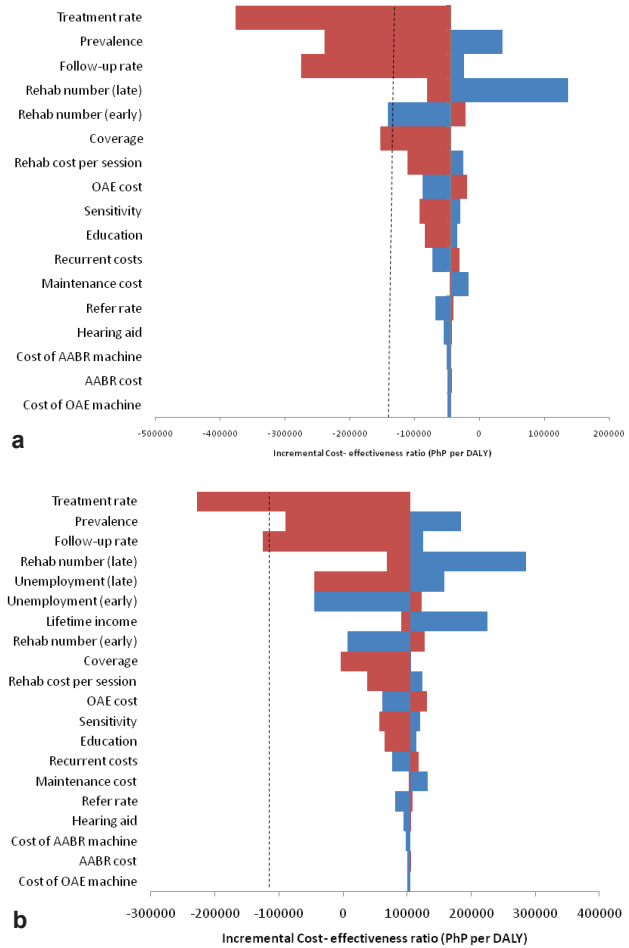 Treatment rate
Prevalence
Follow-up rate
Rehab number (late)
Rehab number (early)
Coverage
Rehab cost per session
OAE cost
Sensitivity
Education
Recurrent costs
Maintenance cost
Refer rate
Hearing aid
Cost of AABR machine
AABR cost
Cost of OAE machine
-500000 -400000 -300000 -200000 -100000 0 100000 200000
a
Incremental Cost- effectiveness ratio (PhP per DALY)
Treatment rate
Prevalence
Follow-up rate
Rehab number (late)
Unemployment (late)
Unemployment (early)
Lifetime income
Rehab number (early)
Coverage
Rehab cost per session
OAE cost
Sensitivity
Education
Recurrent costs
Maintenance cost
Refer rate
Hearing aid
Cost of AABR machine
AABR cost
Cost of OAE machine
-300000 -200000 -100000 0 100000 200000 300000 400000
b
Incremental Cost- effectiveness ratio (PhP per DALY)